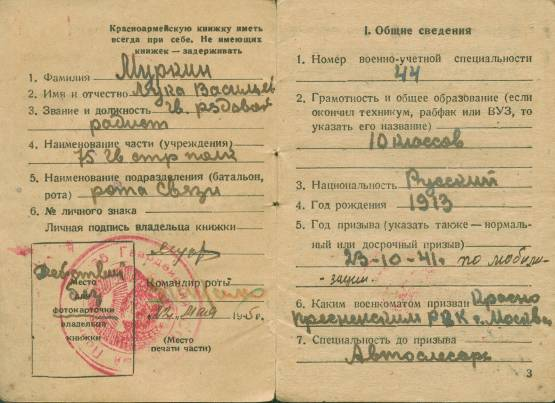 Красноармейскую книжку иметь
всегда при себе. Не имеющих
книжек — задерживать
1. Фамилия Муркин
2. Имя и отчество Лука Васильев
3. Звание и должность гв. рядовой
радист
4. Наименование части (учреждения)
75 гв стр полк
5. Наименование подразделения (батальон,
рота) рота Связи
6. № личного знака
Личная подпись владельца книжки
Место
фотокарточки
владельца
книжки
Командир роты
(Место
печати части)
I. Общие сведения
1. Номер военно-учетной специальности
44
2. Грамотность и общее образование (если
окончил техникум, рабфак или ВУЗ, то
указать его название)
10 классов
3. Национальность Русский
4. Год рождения 1913
5. Год призыва (указать также — нормаль-
ный или досрочный призыв)
23-10-41. по мобили-
зации.
6. Каким военкоматом призван Красно
пресненским РВК г. Москвы
7. Специальность до призыва
Автослесарь
3